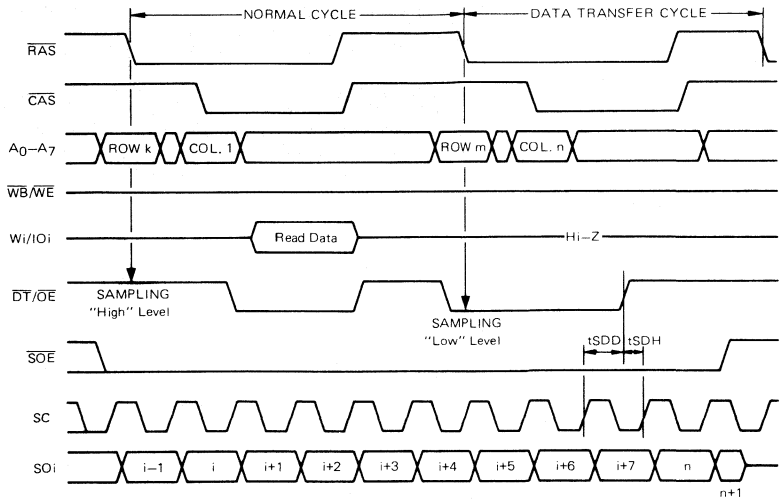 NORMAL CYCLE DATA TRANSFER CYCLE
RAS
CAS
A0–A7 ROW k COL. 1 ROW m COL. n
WB/WE
Wi/IOi Read Data Hi–Z
DT/OE
SAMPLING
"High" Level
SAMPLING
"Low" Level
tSDD tSDH
SOE
SC
SOi i–1 i i+1 i+2 i+3 i+4 i+5 i+6 i+7 n
n+1